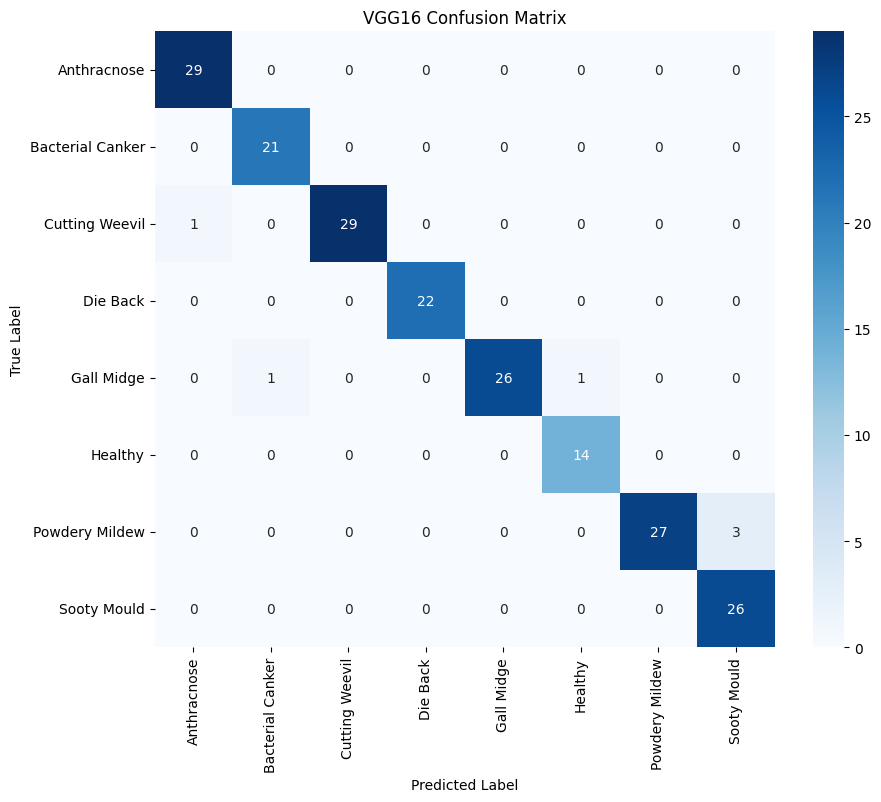 VGG16 Confusion Matrix
Anthracnose 29 0 0 0 0 0 0 0
Bacterial Canker 0 21 0 0 0 0 0 0
Cutting Weevil 1 0 29 0 0 0 0 0
Die Back 0 0 0 22 0 0 0 0
Gall Midge 0 1 0 0 26 1 0 0
Healthy 0 0 0 0 0 14 0 0
Powdery Mildew 0 0 0 0 0 0 27 3
Sooty Mould 0 0 0 0 0 0 0 26
True Label
Anthracnose
Bacterial Canker
Cutting Weevil
Die Back
Gall Midge
Healthy
Powdery Mildew
Sooty Mould
Predicted Label
25
20
15
10
5
0